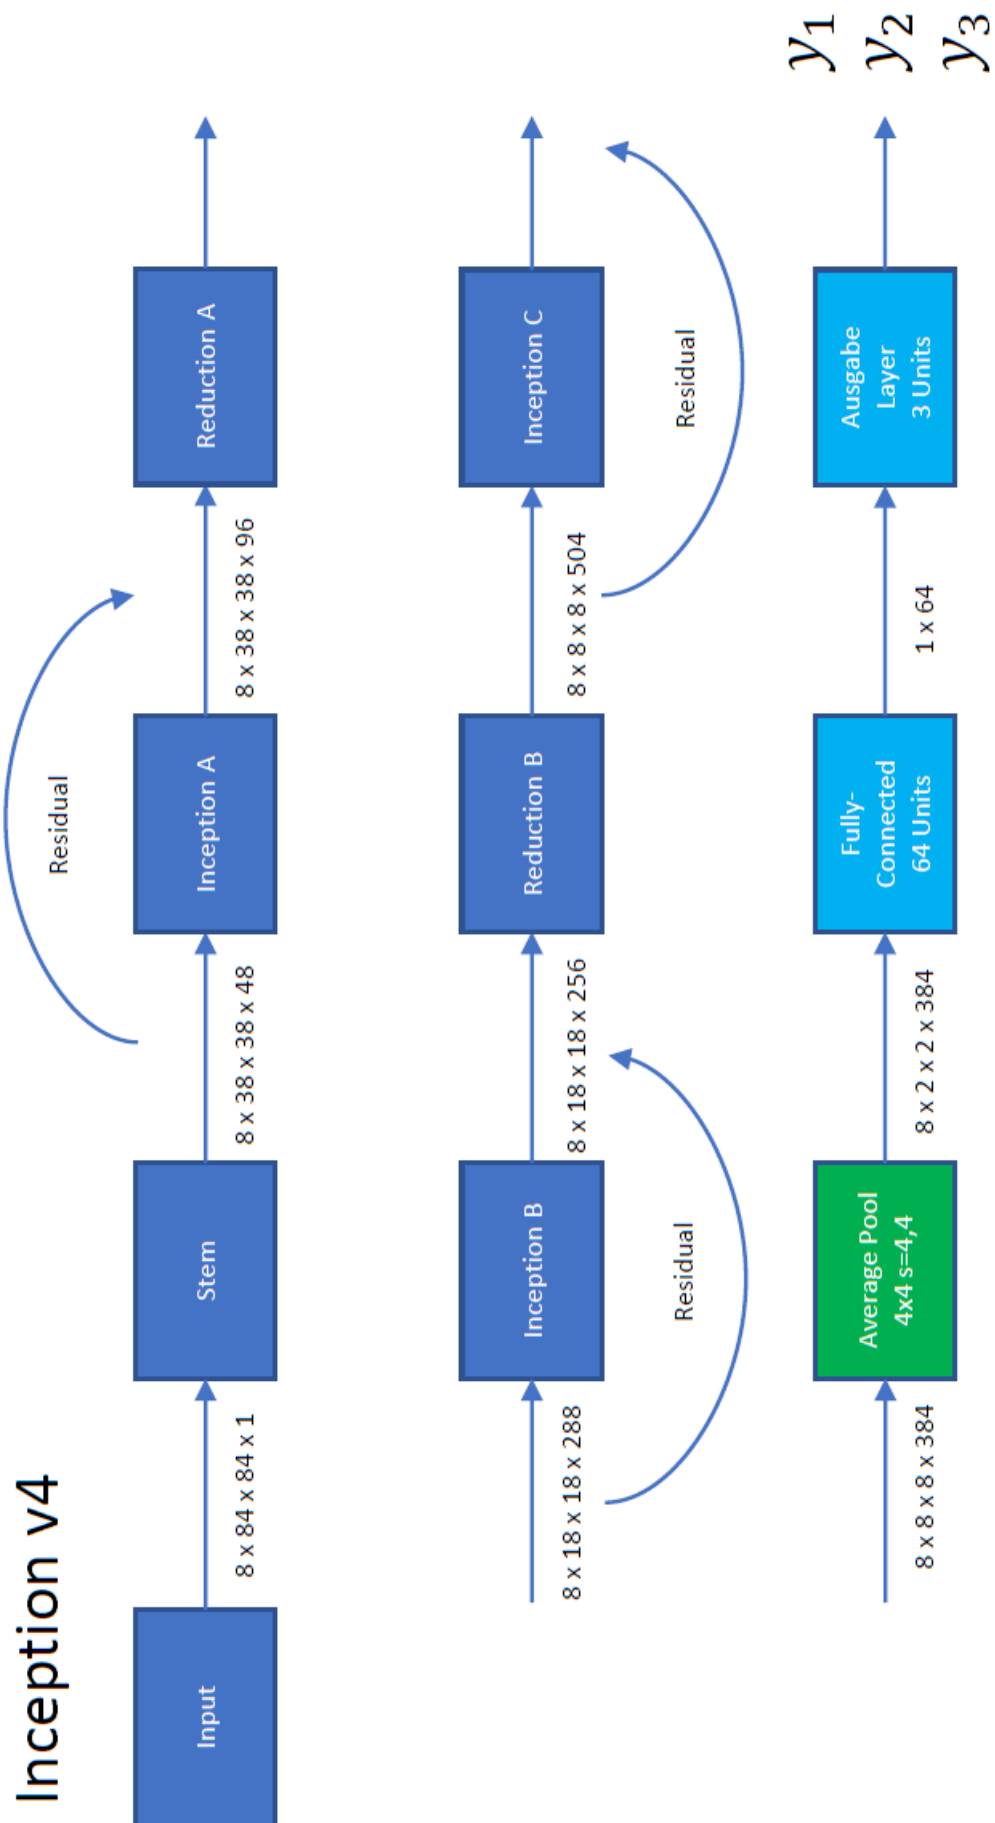 Inception v4
Residual
Input
8 x 84 x 84 x 1
Stem
8 x 38 x 38 x 48
Inception A
8 x 38 x 38 x 96
Reduction A
8 x 18 x 18 x 288
Inception B
8 x 18 x 18 x 256
Reduction B
8 x 8 x 8 x 504
Inception C
Residual
Residual
8 x 8 x 8 x 384
Average Pool
4x4 s=4,4
8 x 2 x 2 x 384
Fully-
Connected
64 Units
1 x 64
Ausgabe
Layer
3 Units
y1
y2
y3